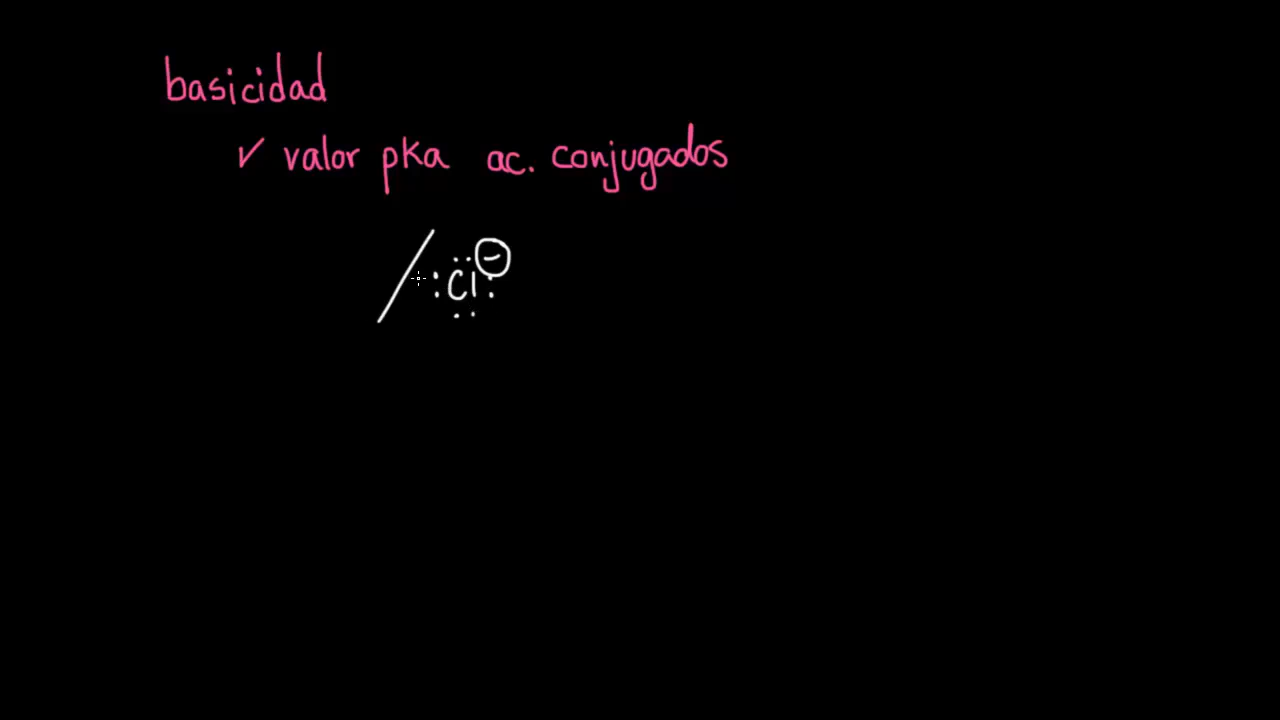 basicidad
✓ valor pka ac. conjugados
/ :Cl: ⊖